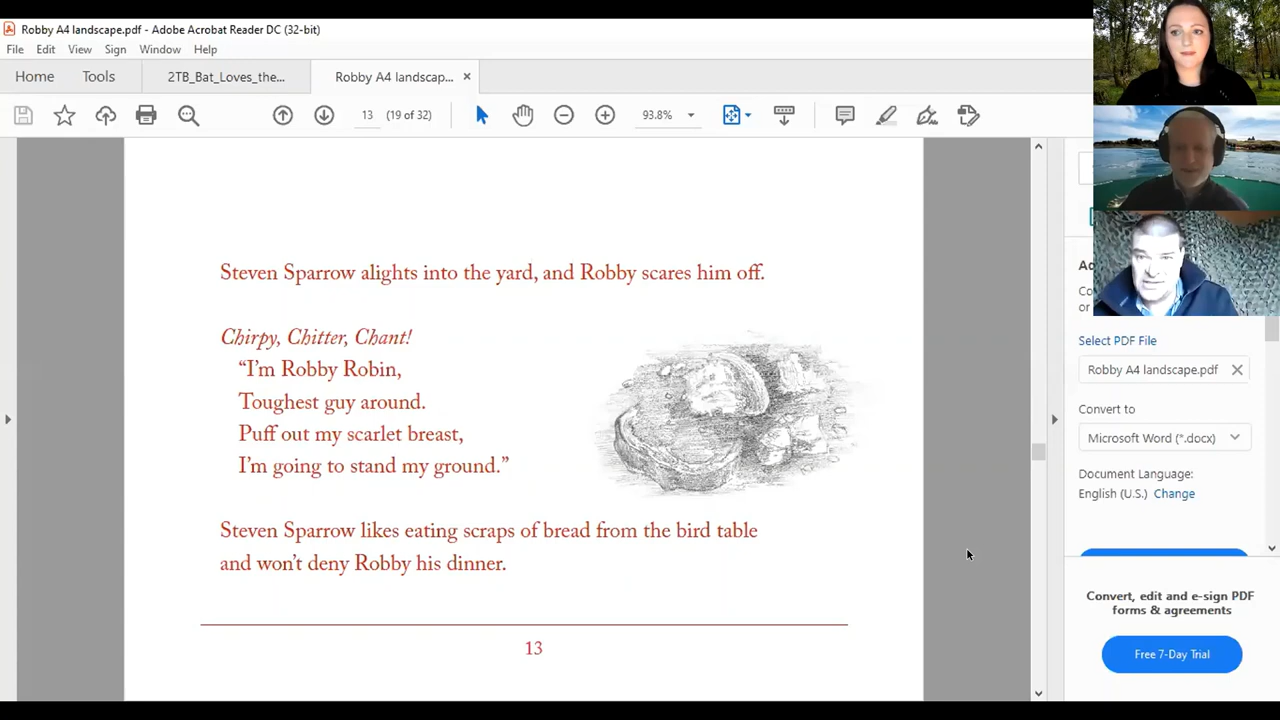 Robby A4 landscape.pdf - Adobe Acrobat Reader DC (32-bit)
File Edit View Sign Window Help
Home Tools 2TB_Bat_Loves_the... Robby A4 landscap... ×
13 (19 of 32) 93.8%
Steven Sparrow alights into the yard, and Robby scares him off.
Chirpy, Chitter, Chant!
“I’m Robby Robin,
Toughest guy around.
Puff out my scarlet breast,
I’m going to stand my ground.”
Steven Sparrow likes eating scraps of bread from the bird table
and won’t deny Robby his dinner.
13
Select PDF File
Robby A4 landscape.pdf
Convert to
Microsoft Word (*.docx)
Document Language:
English (U.S.) Change
Convert, edit and e-sign PDF
forms & agreements
Free 7-Day Trial